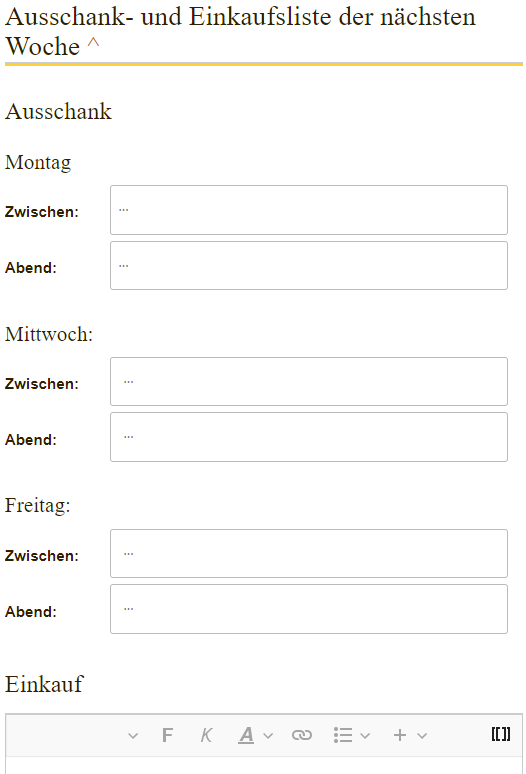 Ausschank- und Einkaufsliste der nächsten
Woche ^
Ausschank
Montag
Zwischen: ...
Abend: ...
Mittwoch:
Zwischen: ...
Abend: ...
Freitag:
Zwischen: ...
Abend: ...
Einkauf
F K A + [[]]